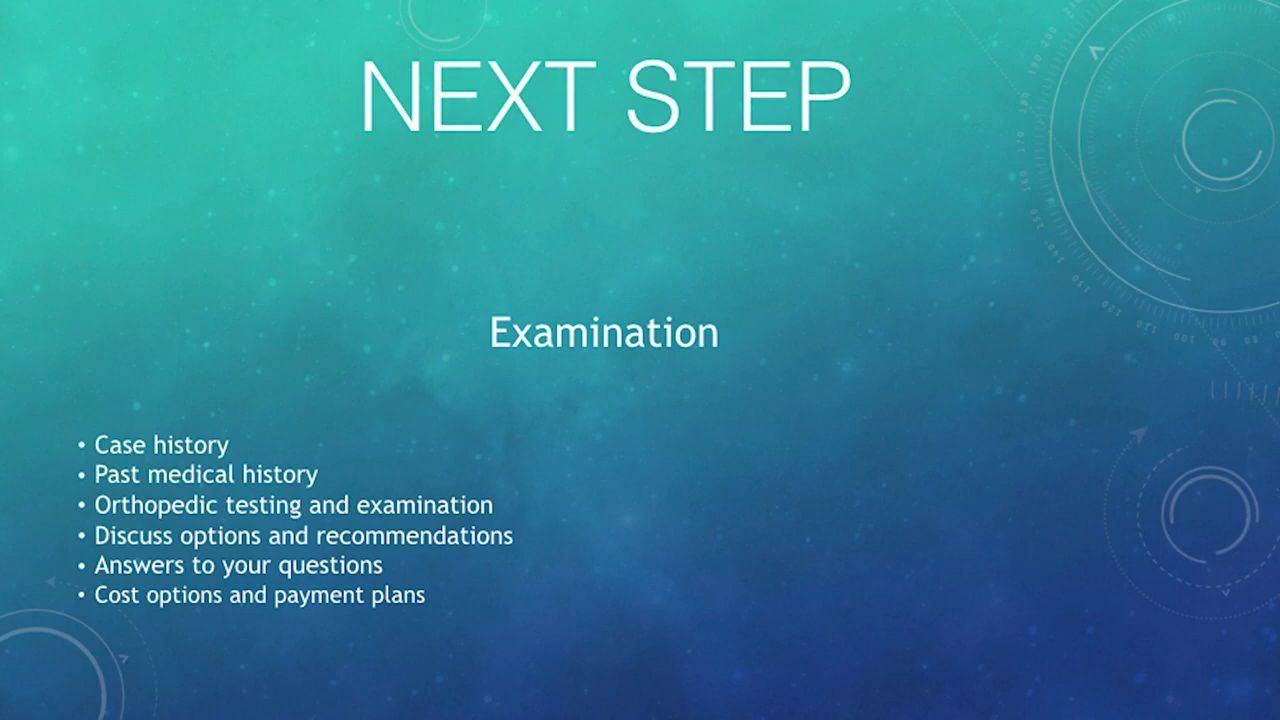 NEXT STEP
Examination
• Case history
• Past medical history
• Orthopedic testing and examination
• Discuss options and recommendations
• Answers to your questions
• Cost options and payment plans